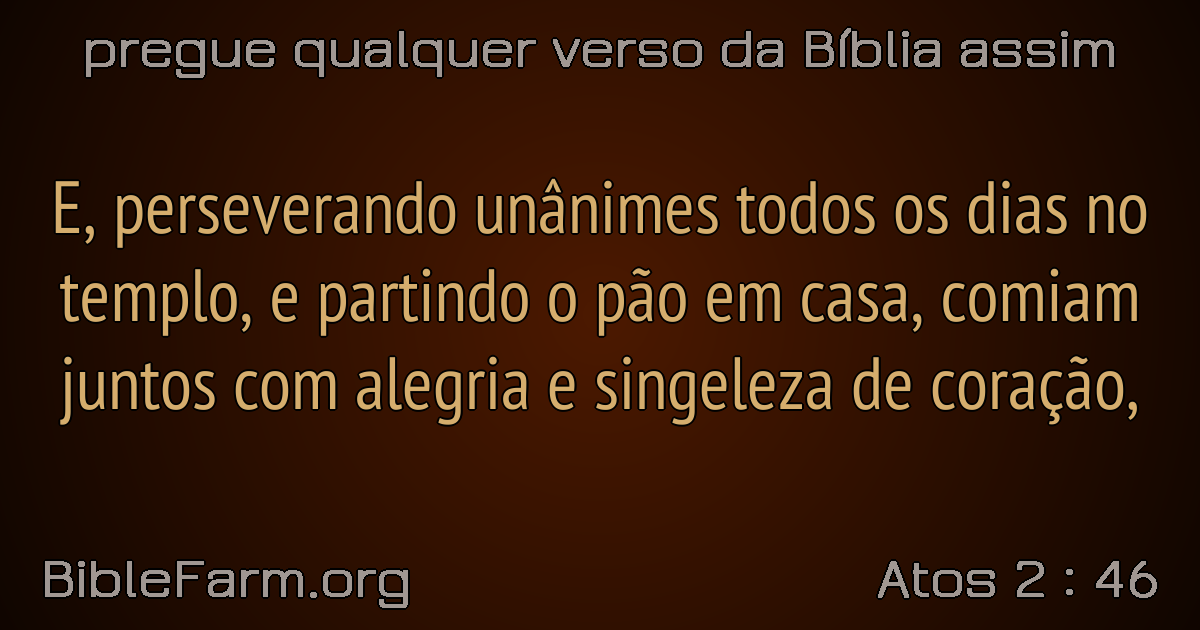 pregue qualquer verso da Bíblia assim
E, perseverando unânimes todos os dias no
templo, e partindo o pão em casa, comiam
juntos com alegria e singeleza de coração,
BibleFarm.org
Atos 2 : 46